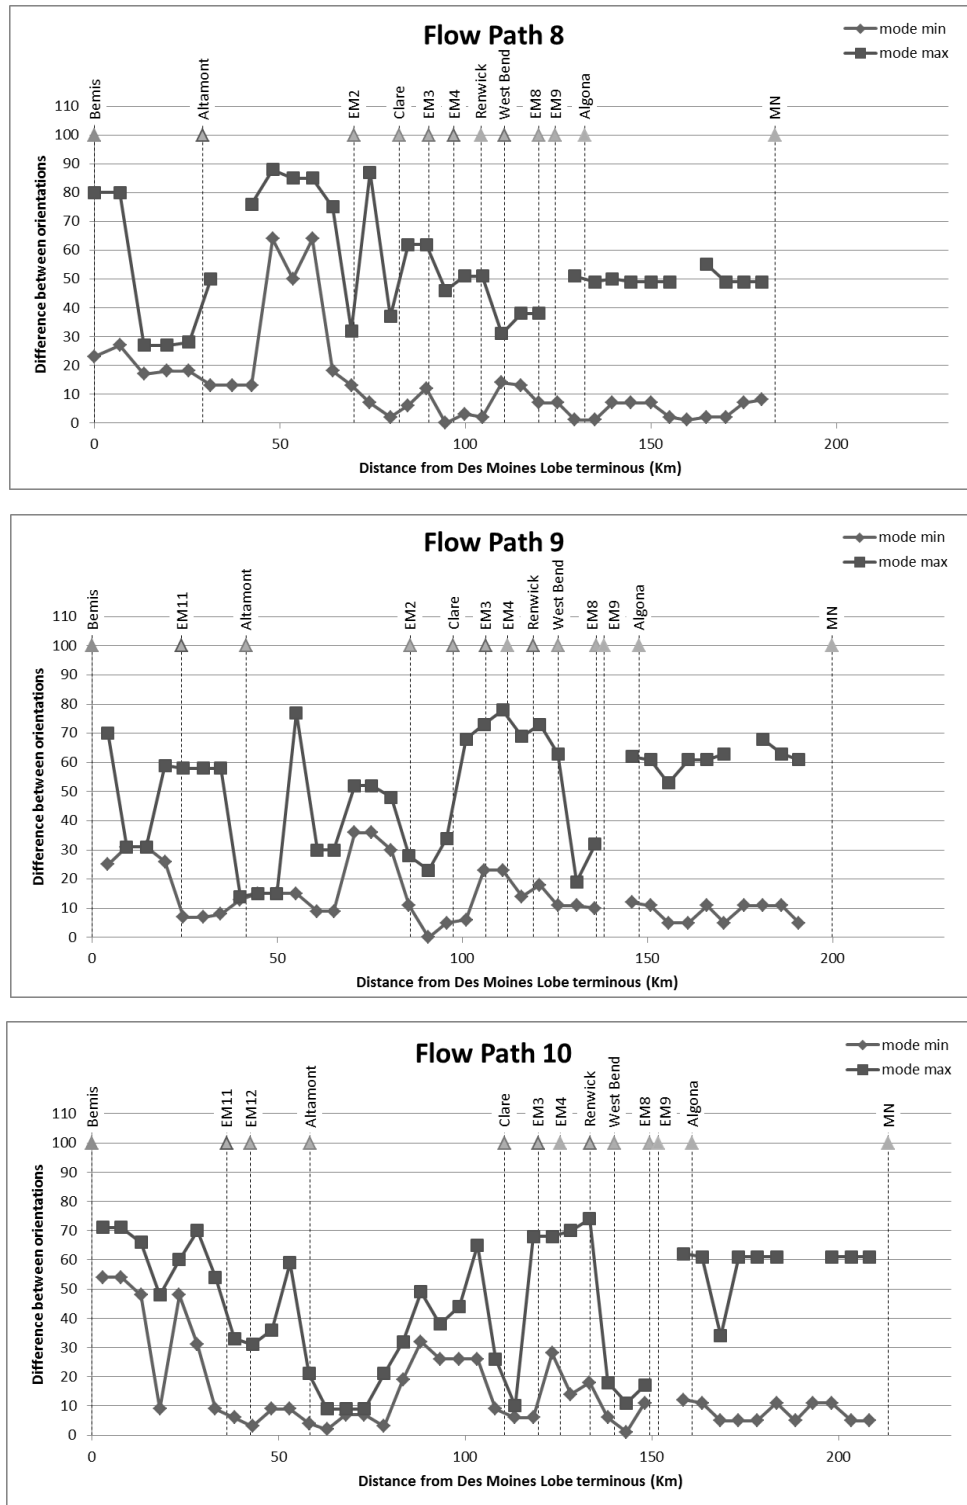 Flow Path 8
mode min
mode max
Bemis Altamont EM2 Clare EM3 EM4 Renwick West Bend EM8 EM9 Algona MN
Difference between orientations
110
100
90
80
70
60
50
40
30
20
10
0
0 50 100 150 200
Distance from Des Moines Lobe terminous (Km)
Flow Path 9
mode min
mode max
Bemis EM11 Altamont EM2 Clare EM3 EM4 Renwick West Bend EM8 EM9 Algona MN
Difference between orientations
110
100
90
80
70
60
50
40
30
20
10
0
0 50 100 150 200
Distance from Des Moines Lobe terminous (Km)
Flow Path 10
mode min
mode max
Bemis EM11 EM12 Altamont Clare EM3 EM4 Renwick West Bend EM8 EM9 Algona MN
Difference between orientations
110
100
90
80
70
60
50
40
30
20
10
0
0 50 100 150 200
Distance from Des Moines Lobe terminous (Km)